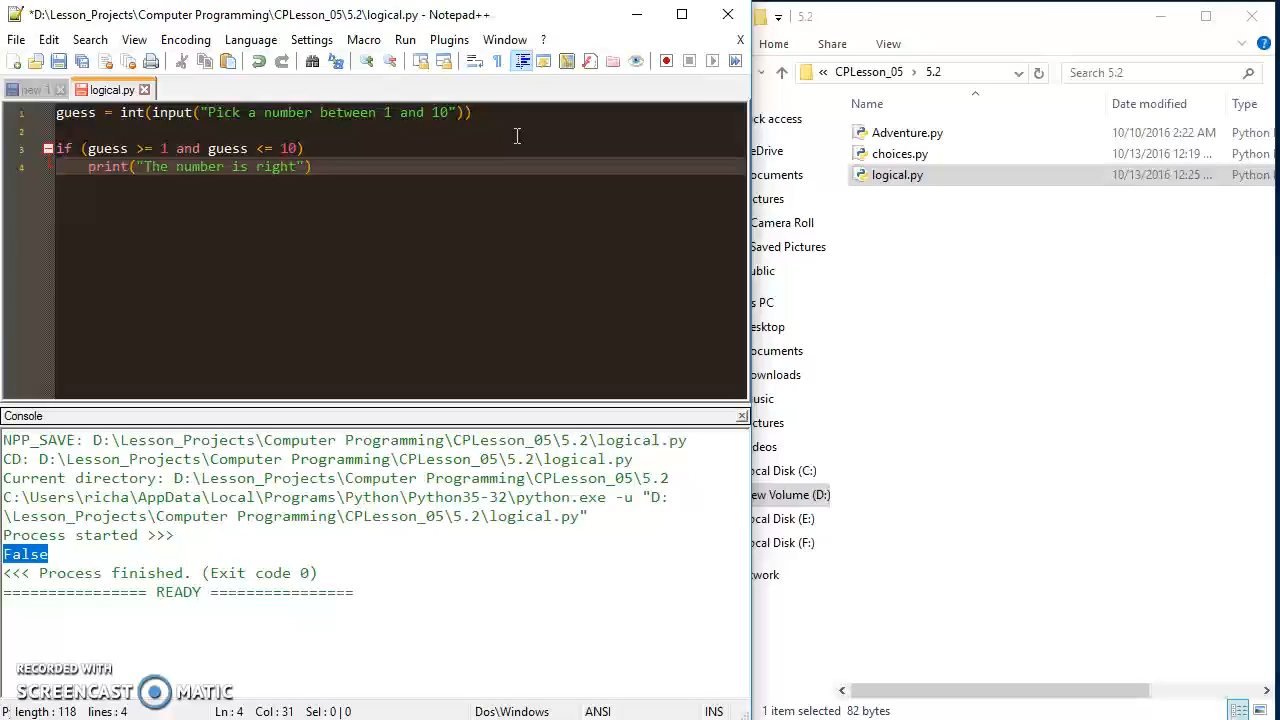 *D:\Lesson_Projects\Computer Programming\CPLesson_05\5.2\logical.py - Notepad++
File Edit Search View Encoding Language Settings Macro Run Plugins Window ? X
new 1 logical.py
1 guess = int(input("Pick a number between 1 and 10"))
2
3 if (guess >= 1 and guess <= 10)
4 print("The number is right")
Console
NPP_SAVE: D:\Lesson_Projects\Computer Programming\CPLesson_05\5.2\logical.py
CD: D:\Lesson_Projects\Computer Programming\CPLesson_05\5.2
Current directory: D:\Lesson_Projects\Computer Programming\CPLesson_05\5.2
C:\Users\richa\AppData\Local\Programs\Python\Python35-32\python.exe -u "D:
\Lesson_Projects\Computer Programming\CPLesson_05\5.2\logical.py"
Process started >>>
False
<<< Process finished. (Exit code 0)
================ READY ================
RECORDED WITH
SCREENCAST MATIC
P: length : 118 lines : 4 Ln : 4 Col : 31 Sel : 0 | 0 Dos\Windows ANSI INS
5.2
Home Share View
« CPLesson_05 › 5.2 Search 5.2
Name Date modified Type
Adventure.py 10/10/2016 2:22 AM Python
choices.py 10/13/2016 12:19 ... Python
logical.py 10/13/2016 12:25 ... Python
ck access
eDrive
ocuments
ctures
Camera Roll
Saved Pictures
ublic
s PC
esktop
ocuments
ownloads
usic
ctures
deos
ocal Disk (C:)
ew Volume (D:)
ocal Disk (E:)
ocal Disk (F:)
twork
1 item selected 82 bytes